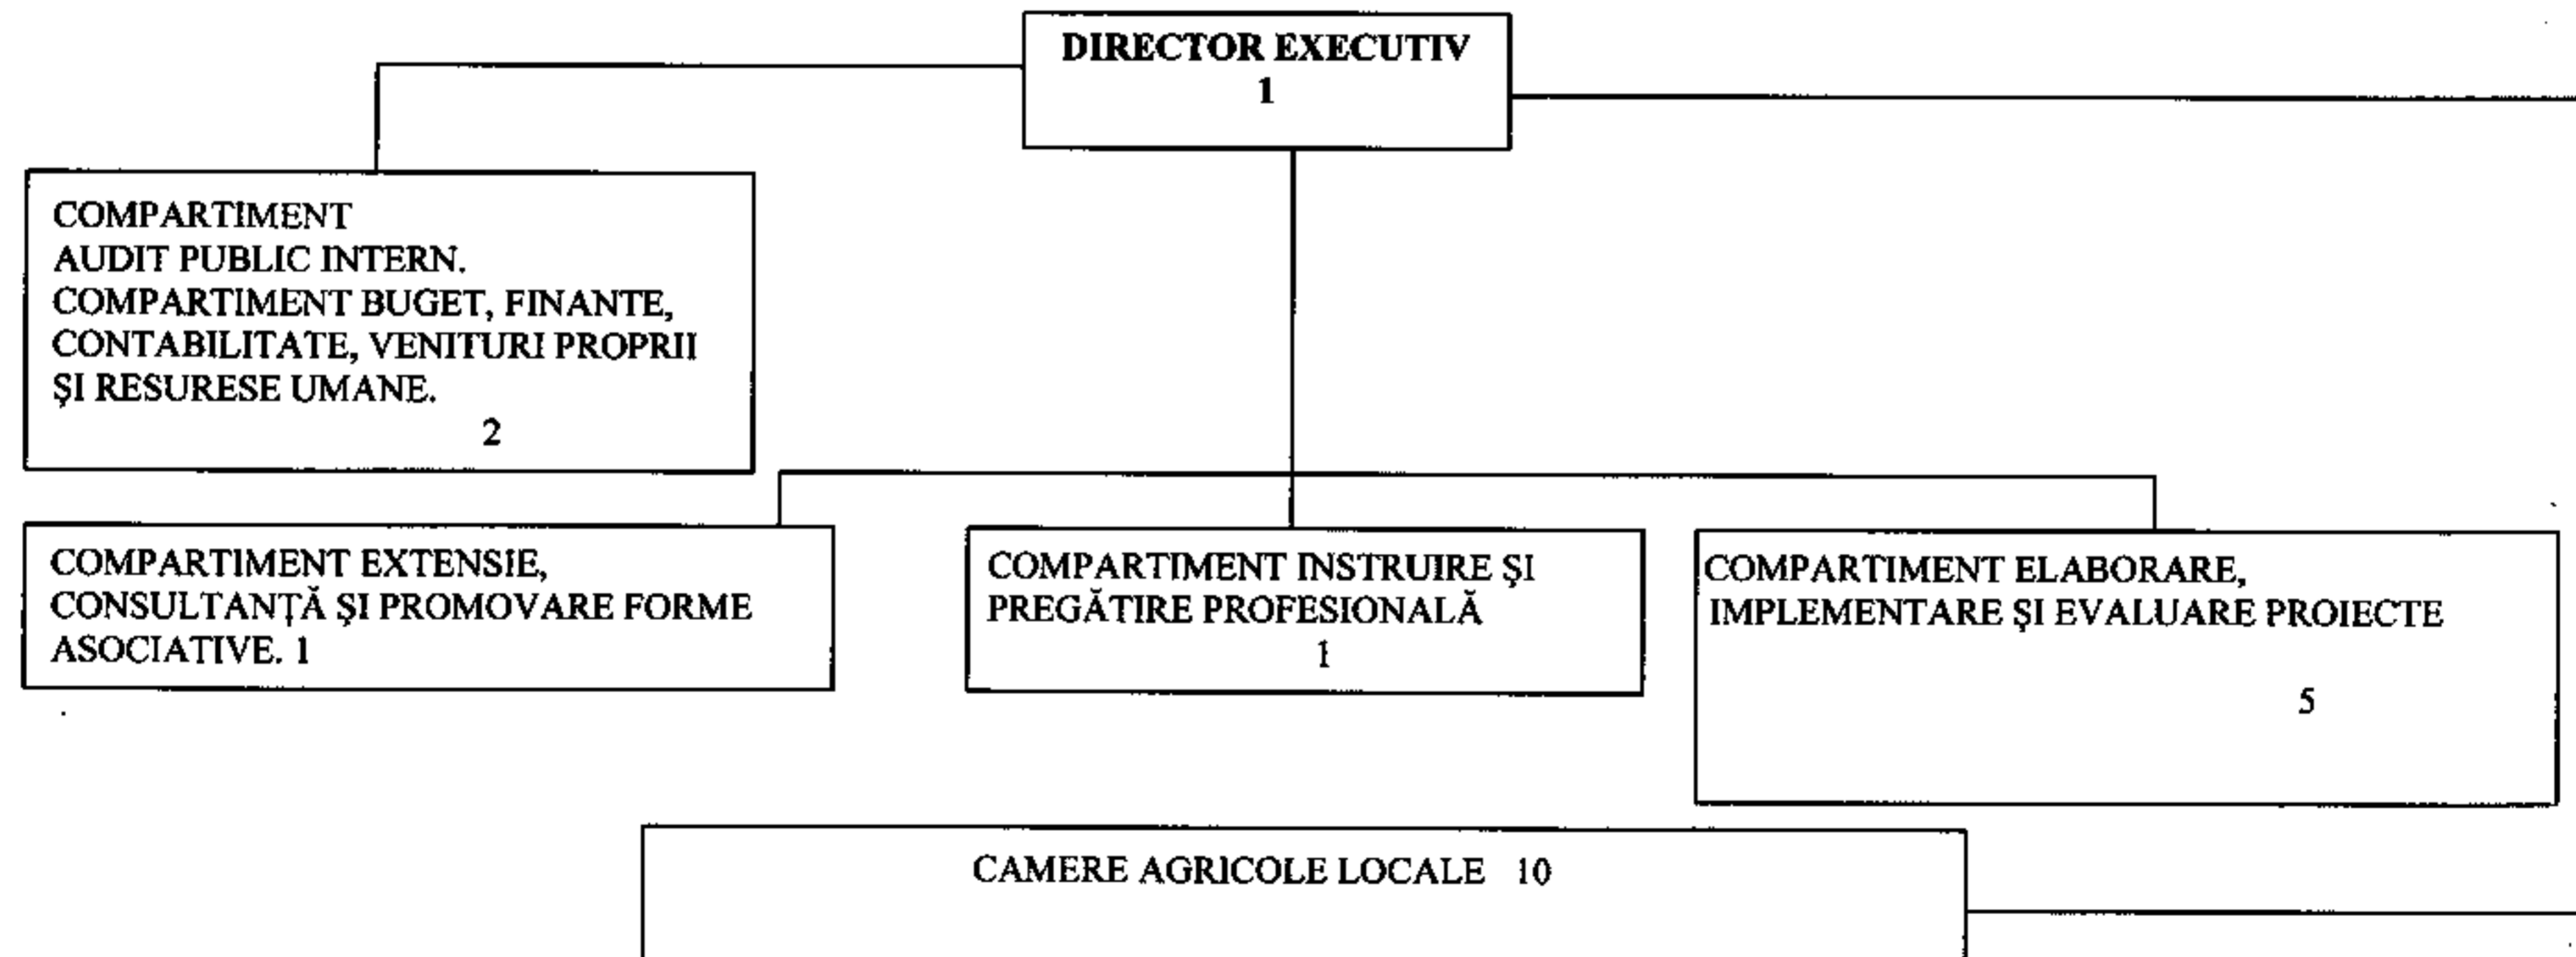 DIRECTOR EXECUTIV
1
COMPARTIMENT
AUDIT PUBLIC INTERN.
COMPARTIMENT BUGET, FINANTE,
CONTABILITATE, VENITURI PROPRII
ŞI RESURESE UMANE.
2
COMPARTIMENT EXTENSIE,
CONSULTANŢĂ ŞI PROMOVARE FORME
ASOCIATIVE. 1
COMPARTIMENT INSTRUIRE ŞI
PREGĂTIRE PROFESIONALĂ
1
COMPARTIMENT ELABORARE,
IMPLEMENTARE ŞI EVALUARE PROIECTE
5
CAMERE AGRICOLE LOCALE 10